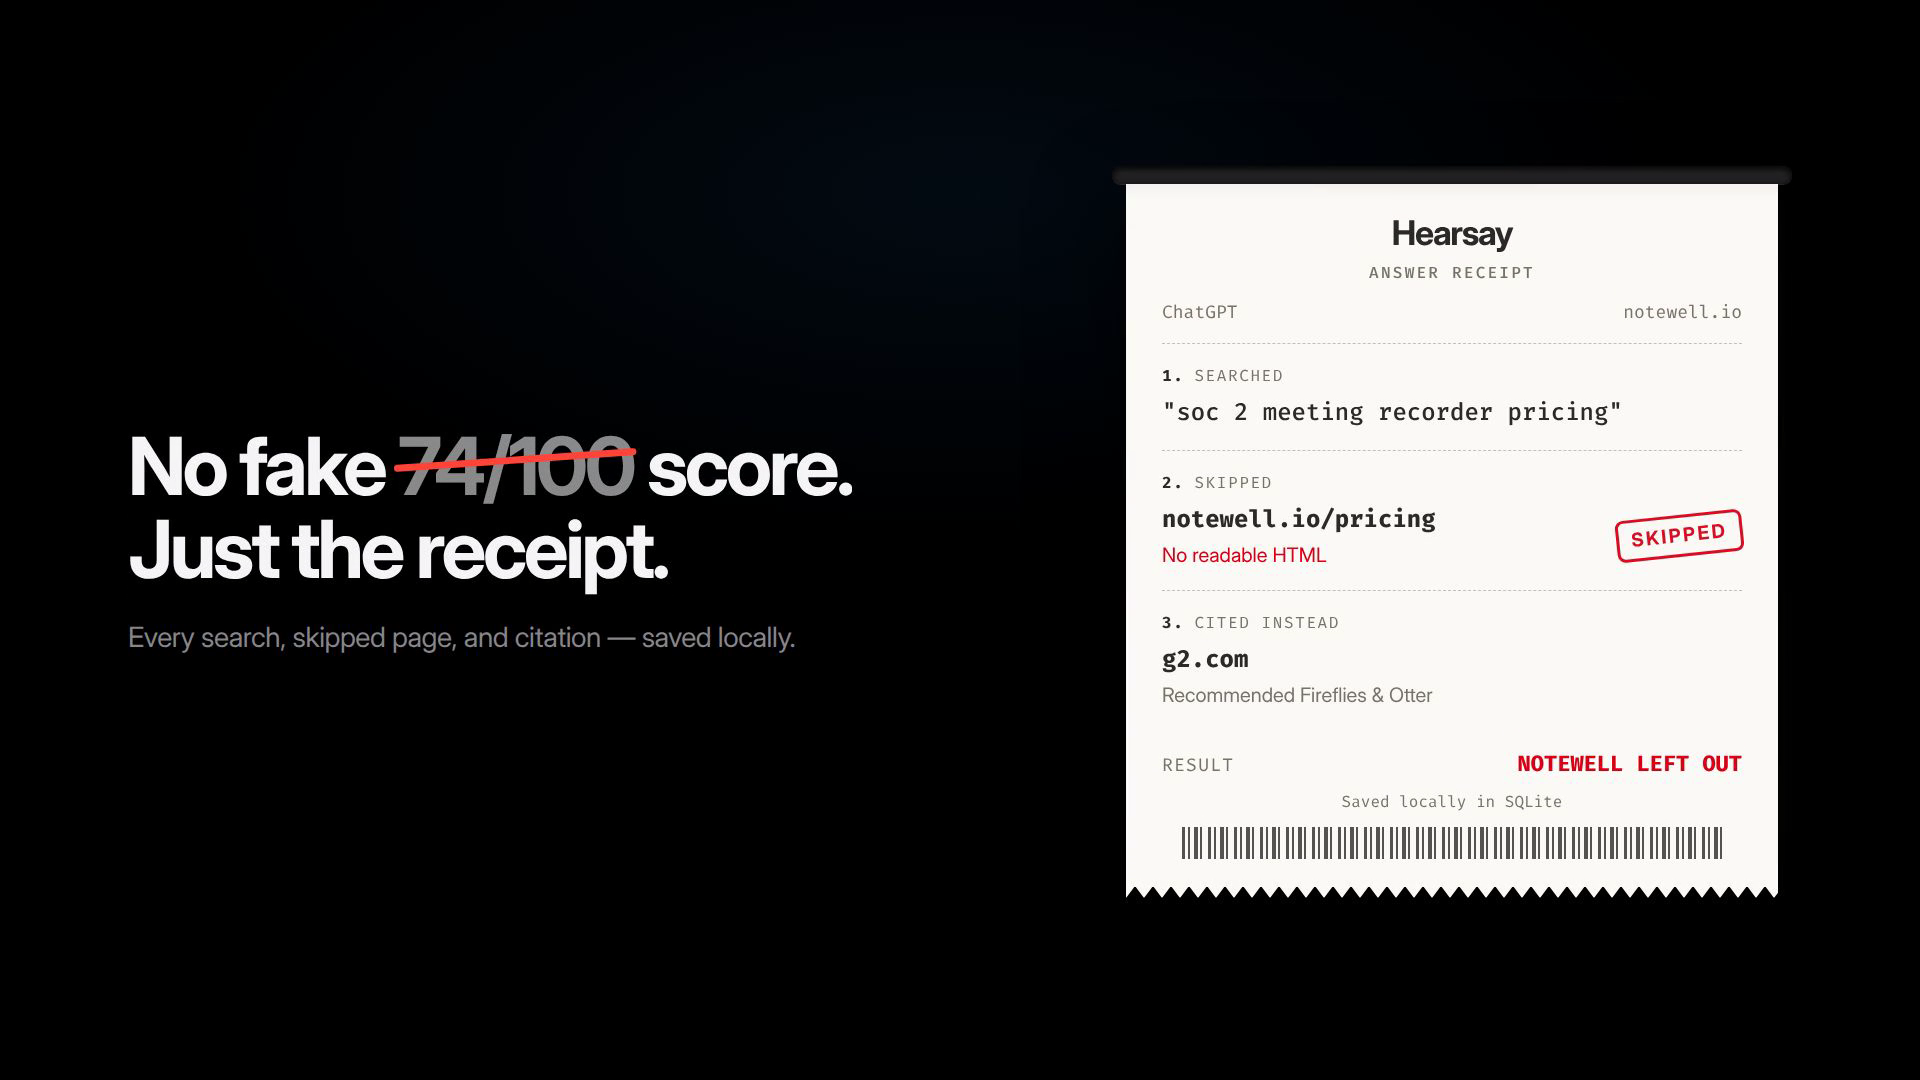 No fake 74/100 score.
Just the receipt.
Every search, skipped page, and citation — saved locally.
Hearsay
ANSWER RECEIPT
ChatGPT notewell.io
1. SEARCHED
"soc 2 meeting recorder pricing"
2. SKIPPED
notewell.io/pricing
No readable HTML
SKIPPED
3. CITED INSTEAD
g2.com
Recommended Fireflies & Otter
RESULT NOTEWELL LEFT OUT
Saved locally in SQLite